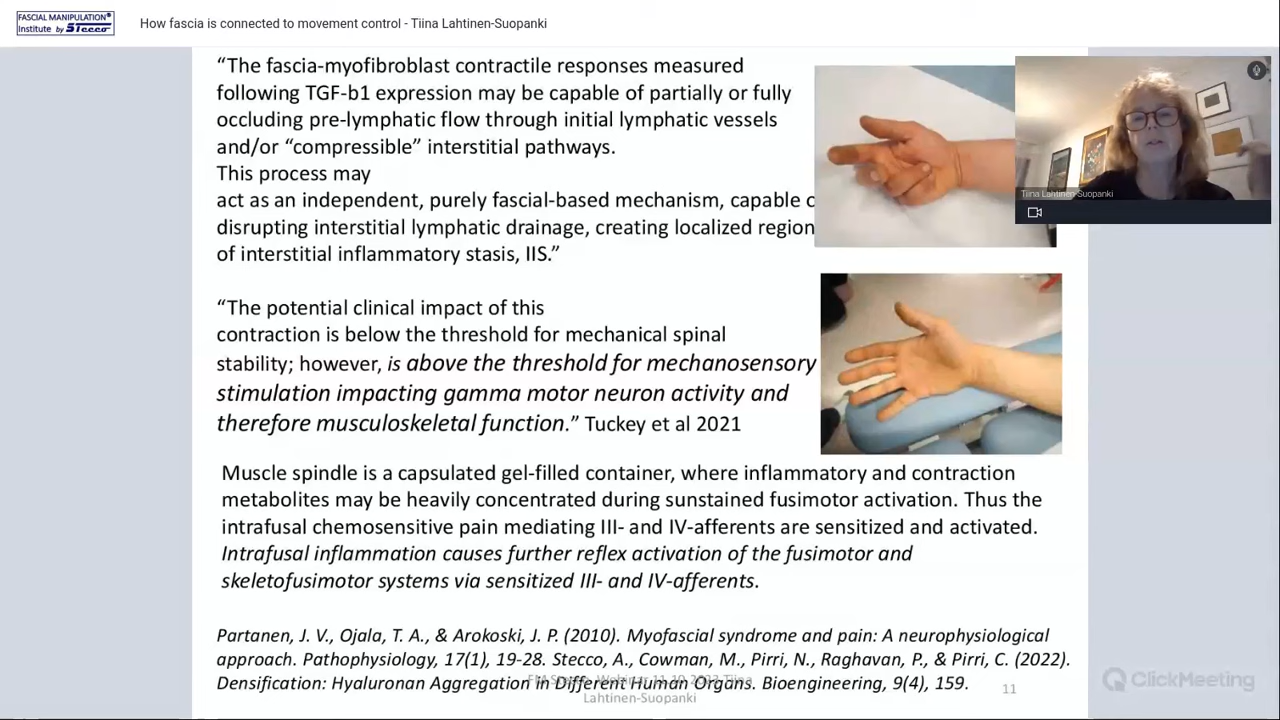 FASCIAL MANIPULATION®
Institute by Stecco®
How fascia is connected to movement control - Tiina Lahtinen-Suopanki
“The fascia-myofibroblast contractile responses measured
following TGF-b1 expression may be capable of partially or fully
occluding pre-lymphatic flow through initial lymphatic vessels
and/or “compressible” interstitial pathways.
This process may
act as an independent, purely fascial-based mechanism, capable
disrupting interstitial lymphatic drainage, creating localized region
of interstitial inflammatory stasis, IIS.”
Tiina Lahtinen-Suopanki
“The potential clinical impact of this
contraction is below the threshold for mechanical spinal
stability; however, is above the threshold for mechanosensory
stimulation impacting gamma motor neuron activity and
therefore musculoskeletal function.” Tuckey et al 2021
Muscle spindle is a capsulated gel-filled container, where inflammatory and contraction
metabolites may be heavily concentrated during sunstained fusimotor activation. Thus the
intrafusal chemosensitive pain mediating III- and IV-afferents are sensitized and activated.
Intrafusal inflammation causes further reflex activation of the fusimotor and
skeletofusimotor systems via sensitized III- and IV-afferents.
Partanen, J. V., Ojala, T. A., & Arokoski, J. P. (2010). Myofascial syndrome and pain: A neurophysiological
approach. Pathophysiology, 17(1), 19-28. Stecco, A., Cowman, M., Pirri, N., Raghavan, P., & Pirri, C. (2022).
Densification: Hyaluronan Aggregation in Different Human Organs. Bioengineering, 9(4), 159.
Webinar Tiina
Lahtinen-Suopanki
11
ClickMeeting